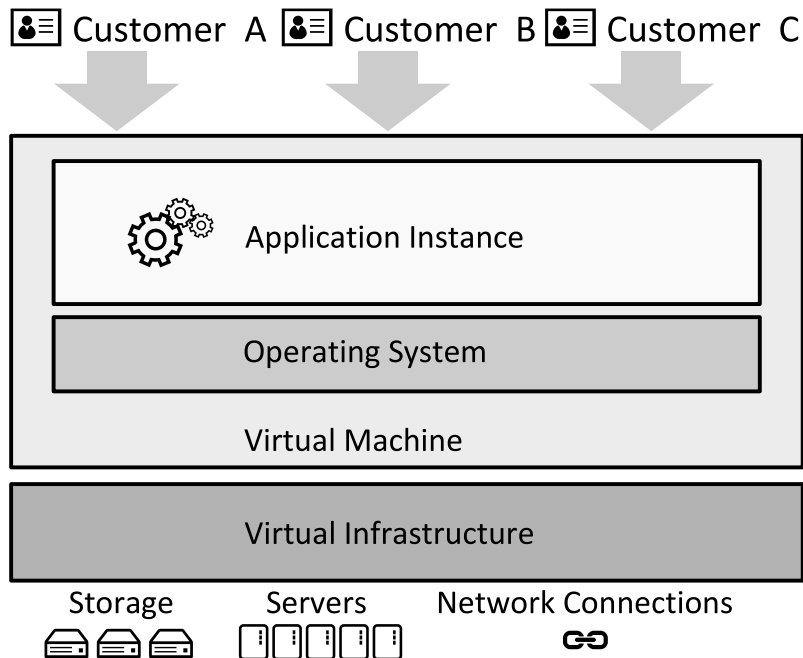 Customer A Customer B Customer C
Application Instance
Operating System
Virtual Machine
Virtual Infrastructure
Storage Servers Network Connections